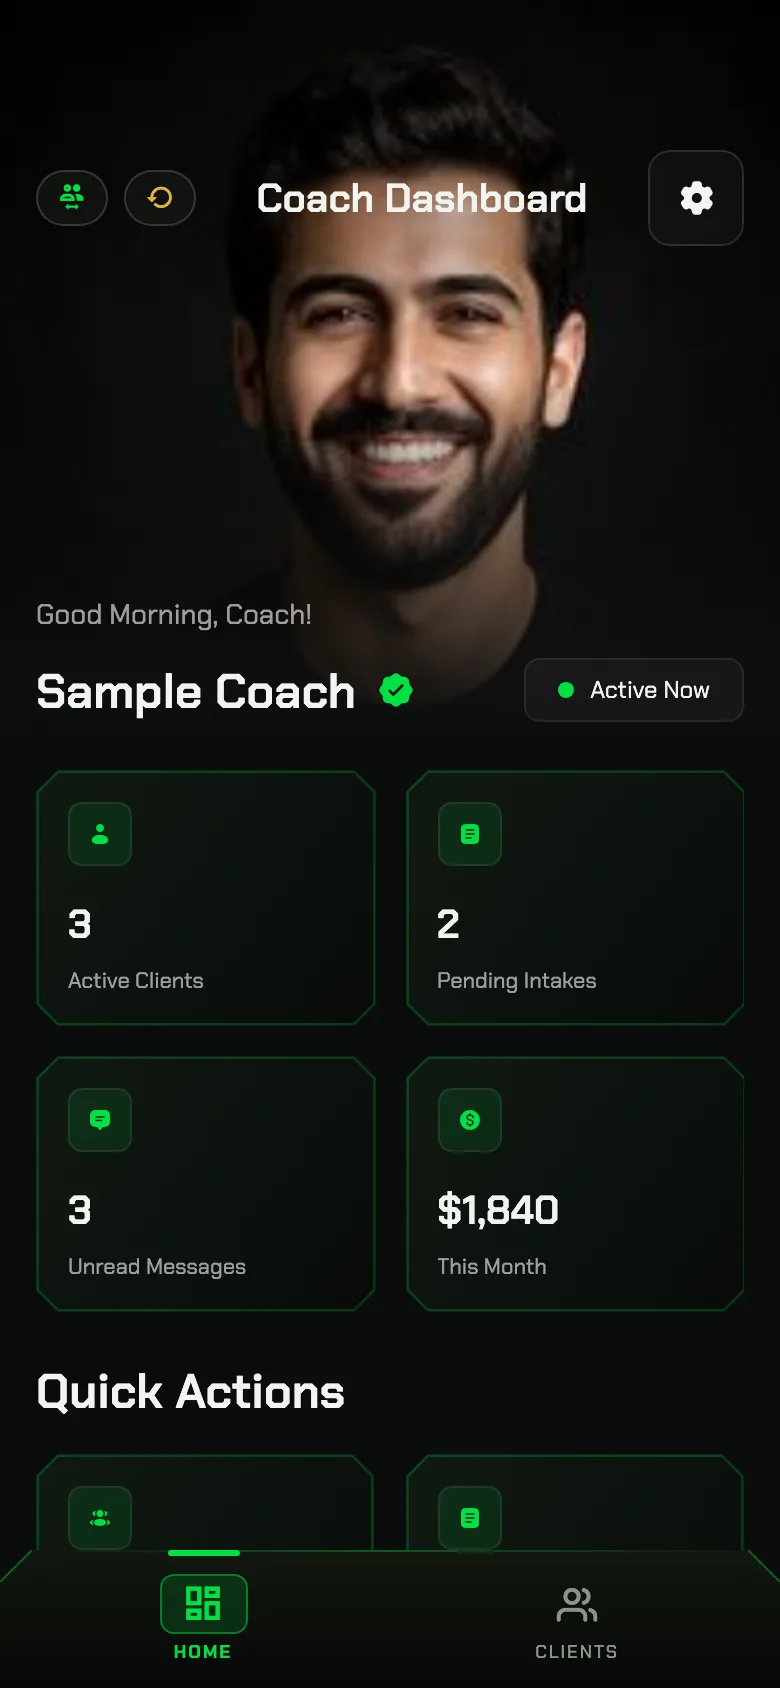 Coach Dashboard
Good Morning, Coach!
Sample Coach
Active Now
3
Active Clients
2
Pending Intakes
3
Unread Messages
$1,840
This Month
Quick Actions
HOME
CLIENTS